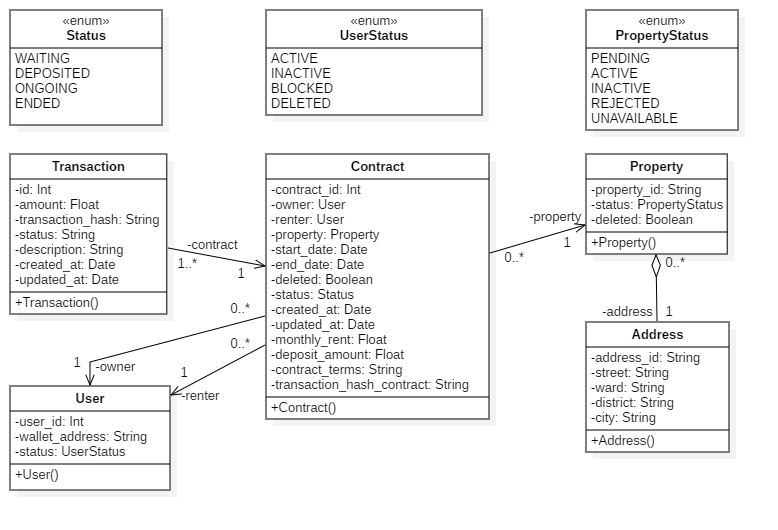 «enum»
Status
WAITING
DEPOSITED
ONGOING
ENDED
«enum»
UserStatus
ACTIVE
INACTIVE
BLOCKED
DELETED
«enum»
PropertyStatus
PENDING
ACTIVE
INACTIVE
REJECTED
UNAVAILABLE
Transaction
-id: Int
-amount: Float
-transaction_hash: String
-status: String
-description: String
-created_at: Date
-updated_at: Date
+Transaction()
-contract
1..*
1
Contract
-contract_id: Int
-owner: User
-renter: User
-property: Property
-start_date: Date
-end_date: Date
-deleted: Boolean
-status: Status
-created_at: Date
-updated_at: Date
-monthly_rent: Float
-deposit_amount: Float
-contract_terms: String
-transaction_hash_contract: String
+Contract()
-property
0..*
1
Property
-property_id: String
-status: PropertyStatus
-deleted: Boolean
+Property()
0..*
-address
1
0..*
0..*
1
-owner
1
-renter
User
-user_id: Int
-wallet_address: String
-status: UserStatus
+User()
Address
-address_id: String
-street: String
-ward: String
-district: String
-city: String
+Address()